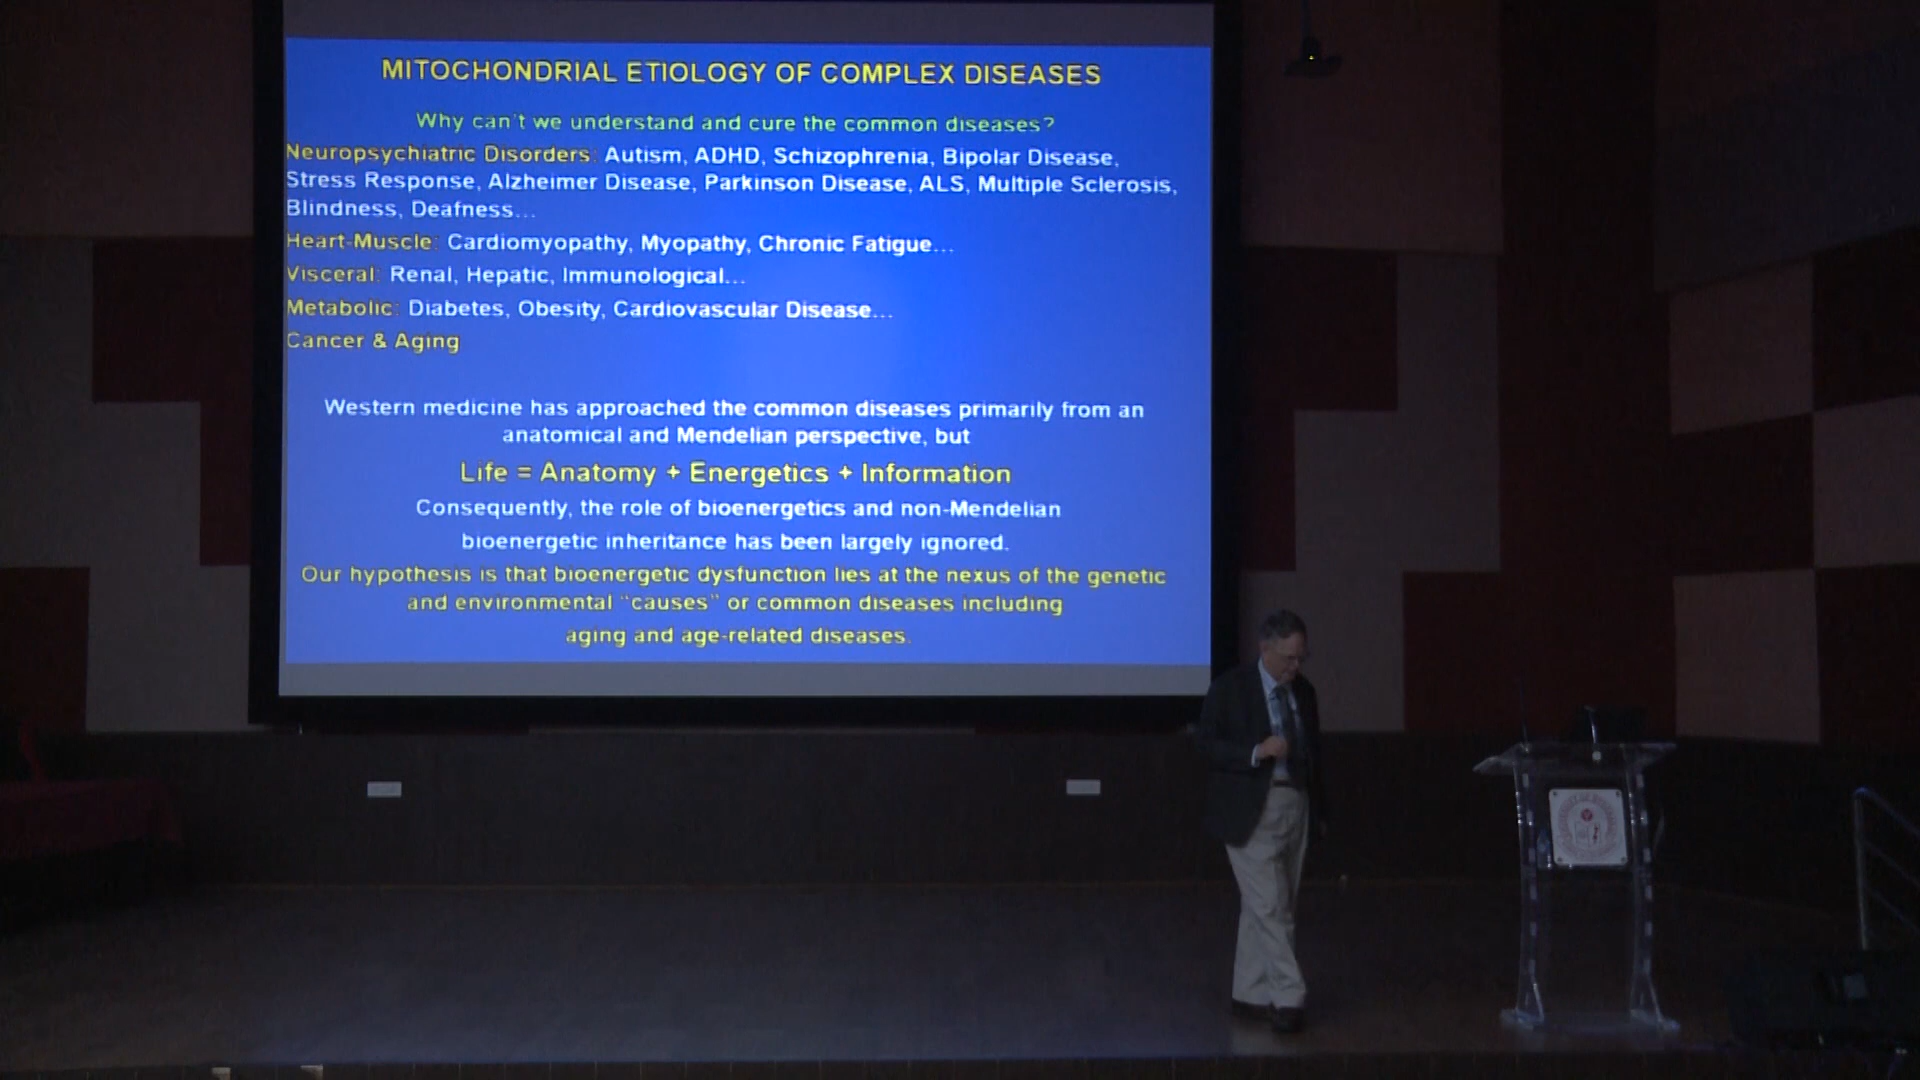 MITOCHONDRIAL ETIOLOGY OF COMPLEX DISEASES
Why can't we understand and cure the common diseases?
Neuropsychiatric Disorders: Autism, ADHD, Schizophrenia, Bipolar Disease,
Stress Response, Alzheimer Disease, Parkinson Disease, ALS, Multiple Sclerosis,
Blindness, Deafness...
Heart-Muscle: Cardiomyopathy, Myopathy, Chronic Fatigue...
Visceral: Renal, Hepatic, Immunological...
Metabolic: Diabetes, Obesity, Cardiovascular Disease...
Cancer & Aging
Western medicine has approached the common diseases primarily from an
anatomical and Mendelian perspective, but
Life = Anatomy + Energetics + Information
Consequently, the role of bioenergetics and non-Mendelian
bioenergetic inheritance has been largely ignored.
Our hypothesis is that bioenergetic dysfunction lies at the nexus of the genetic
and environmental "causes" or common diseases including
aging and age-related diseases.